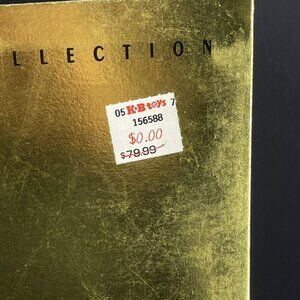 LLECTION
05 K·B toys 7
156588
$0.00
$79.99